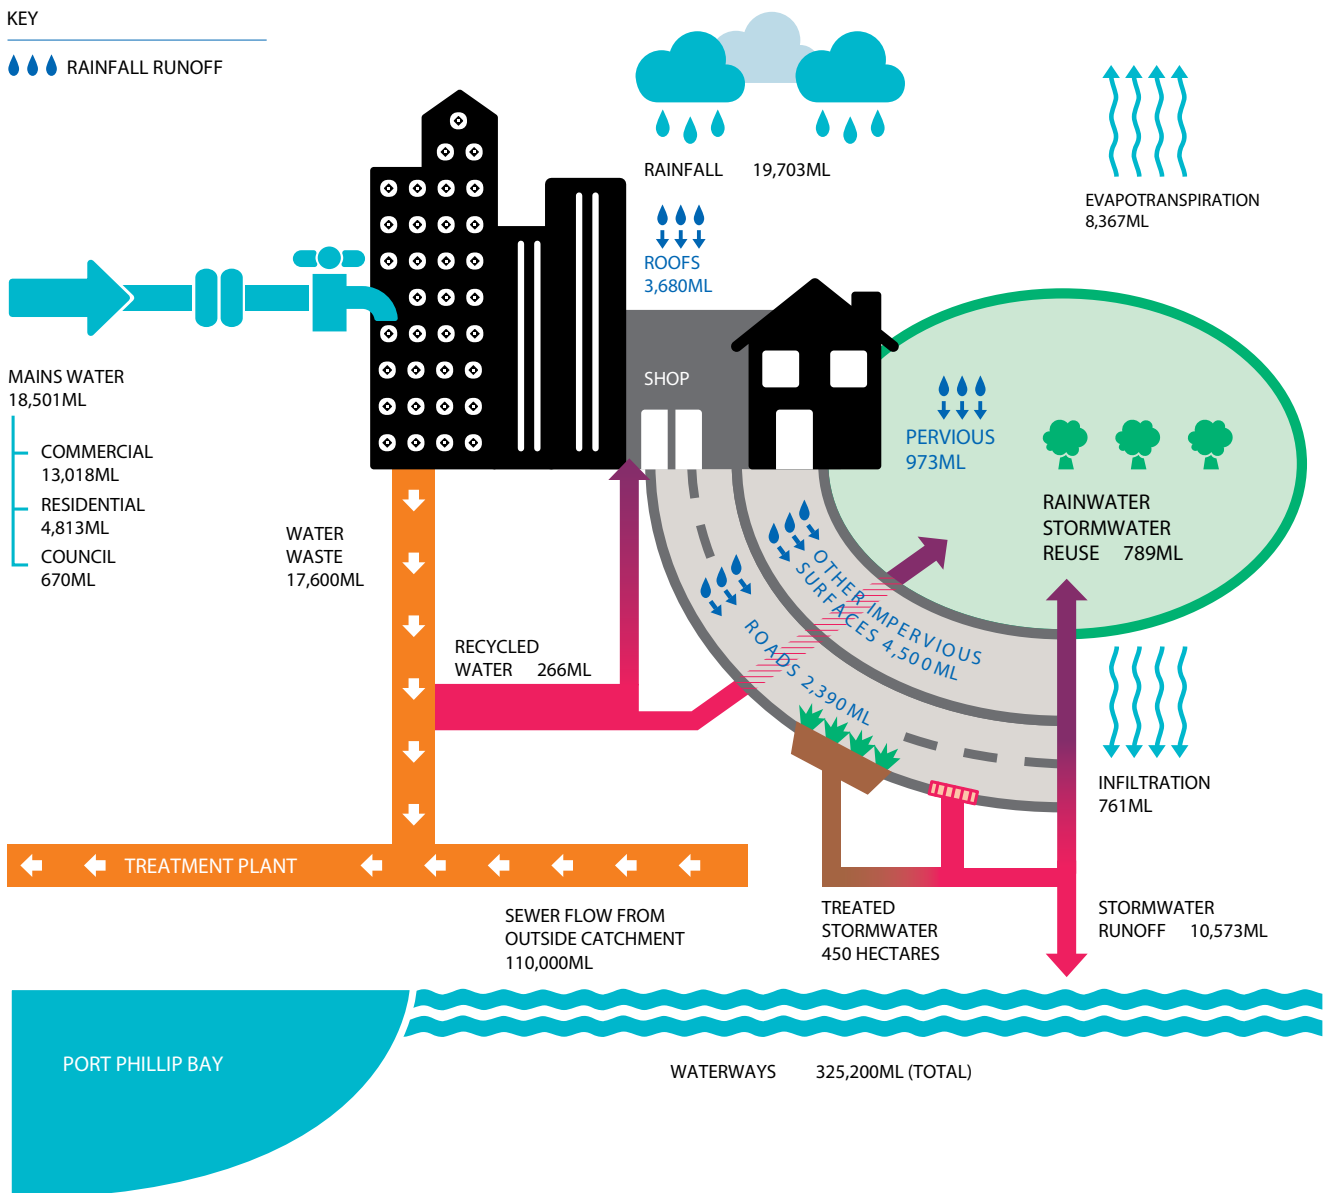 KEY
RAINFALL RUNOFF
RAINFALL 19,703ML
EVAPOTRANSPIRATION
8,367ML
ROOFS
3,680ML
MAINS WATER
18,501ML
COMMERCIAL
13,018ML
RESIDENTIAL
4,813ML
COUNCIL
670ML
SHOP
PERVIOUS
973ML
RAINWATER
STORMWATER
REUSE 789ML
WATER
WASTE
17,600ML
OTHER IMPERVIOUS
SURFACES 4,500ML
ROADS 2,390ML
RECYCLED
WATER 266ML
INFILTRATION
761ML
TREATMENT PLANT
SEWER FLOW FROM
OUTSIDE CATCHMENT
110,000ML
TREATED
STORMWATER
450 HECTARES
STORMWATER
RUNOFF 10,573ML
PORT PHILLIP BAY
WATERWAYS 325,200ML (TOTAL)